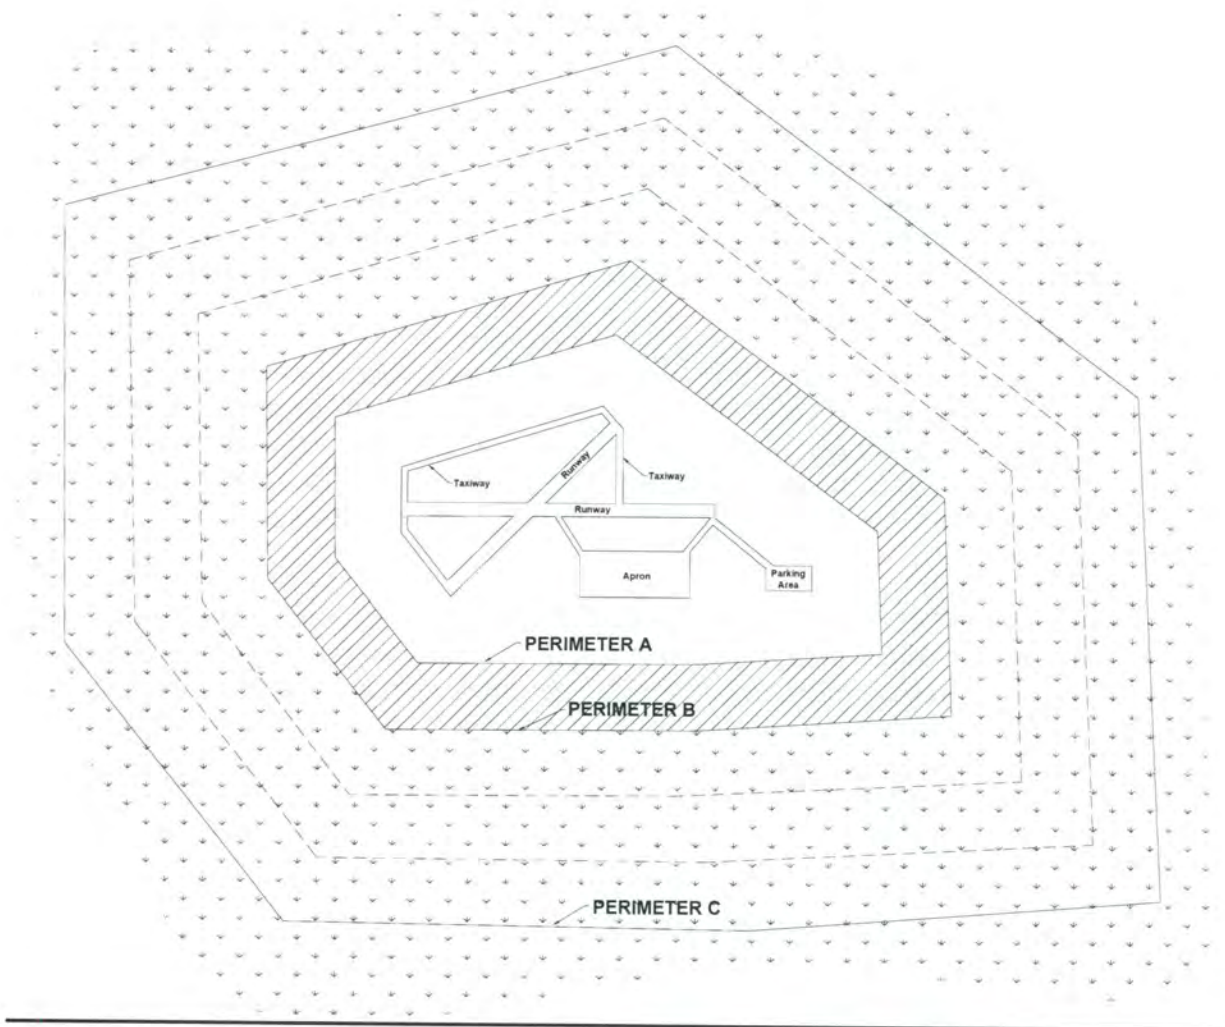 Runway
Taxiway
Taxiway
Runway
Apron
Parking
Area
PERIMETER A
PERIMETER B
PERIMETER C